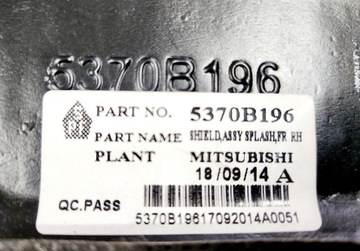 5370B196
PART NO. 5370B196
PART NAME SHIELD,ASSY SPLASH,FR RH
PLANT MITSUBISHI
18/09/14 A
QC.PASS
5370B19617092014A0051